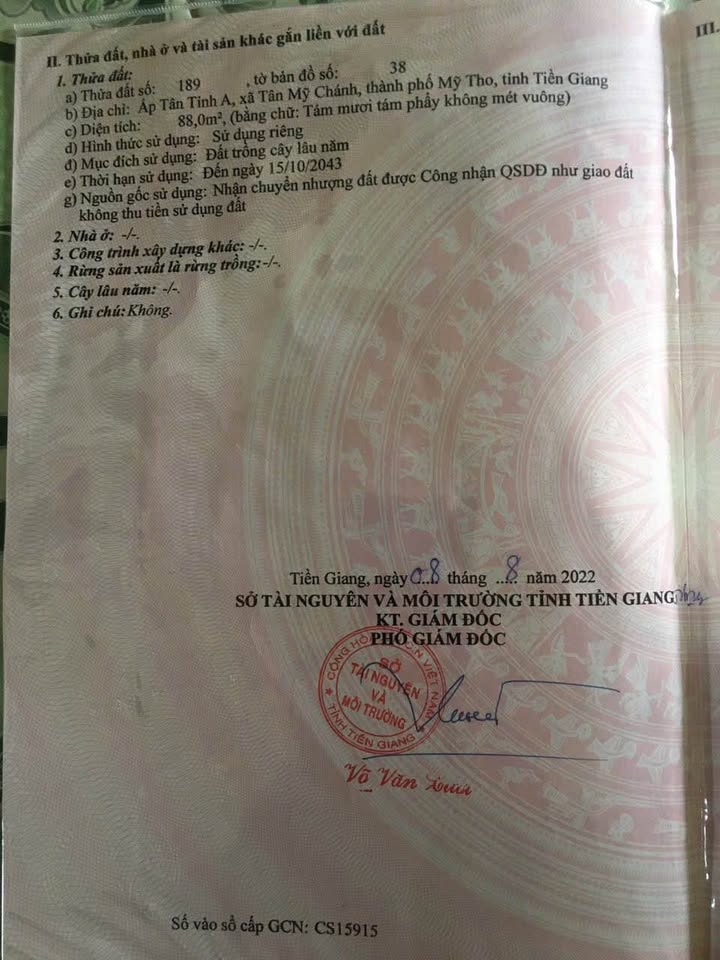 II. Thửa đất, nhà ở và tài sản khác gắn liền với đất
III.
1. Thửa đất:
a) Thửa đất số: 189 , tờ bản đồ số: 38
b) Địa chỉ: Ấp Tân Tỉnh A, xã Tân Mỹ Chánh, thành phố Mỹ Tho, tỉnh Tiền Giang
c) Diện tích: 88,0m², (bằng chữ: Tám mươi tám phẩy không mét vuông)
d) Hình thức sử dụng: Sử dụng riêng
đ) Mục đích sử dụng: Đất trồng cây lâu năm
e) Thời hạn sử dụng: Đến ngày 15/10/2043
g) Nguồn gốc sử dụng: Nhận chuyển nhượng đất được Công nhận QSDĐ như giao đất
không thu tiền sử dụng đất
2. Nhà ở: -/-.
3. Công trình xây dựng khác: -/-.
4. Rừng sản xuất là rừng trồng: -/-.
5. Cây lâu năm: -/-.
6. Ghi chú: Không.
Tiền Giang, ngày 08 tháng 8 năm 2022
SỞ TÀI NGUYÊN VÀ MÔI TRƯỜNG TỈNH TIỀN GIANG
KT. GIÁM ĐỐC
PHÓ GIÁM ĐỐC
SỞ
TÀI NGUYÊN
VÀ
MÔI TRƯỜNG
TỈNH TIỀN GIANG
Võ Văn
Số vào sổ cấp GCN: CS15915